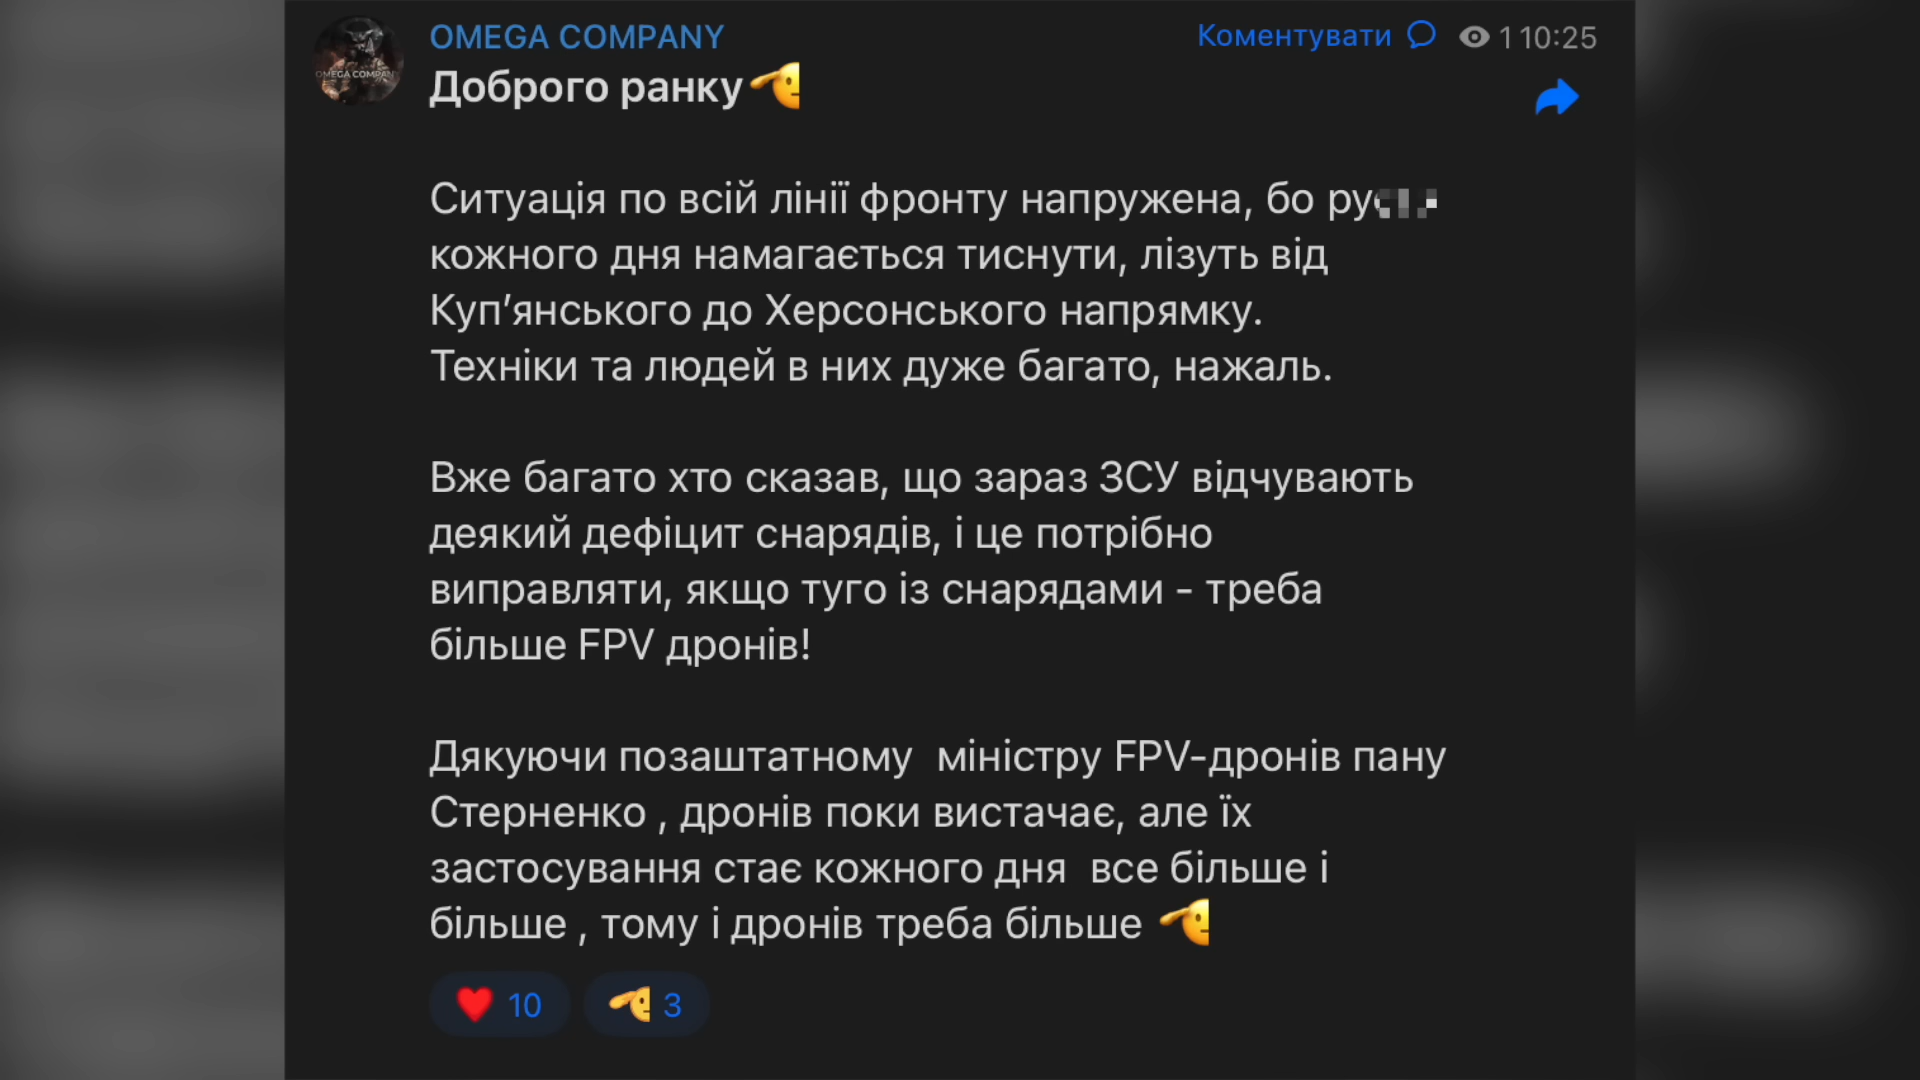 OMEGA COMPANY
Коментувати 1 10:25
Доброго ранку
Ситуація по всій лінії фронту напружена, бо
кожного дня намагається тиснути, лізуть від
Куп’янського до Херсонського напрямку.
Техніки та людей в них дуже багато, нажаль.
Вже багато хто сказав, що зараз ЗСУ відчувають
деякий дефіцит снарядів, і це потрібно
виправляти, якщо туго із снарядами - треба
більше FPV дронів!
Дякуючи позаштатному міністру FPV-дронів пану
Стерненко , дронів поки вистачає, але їх
застосування стає кожного дня все більше і
більше , тому і дронів треба більше
10 3